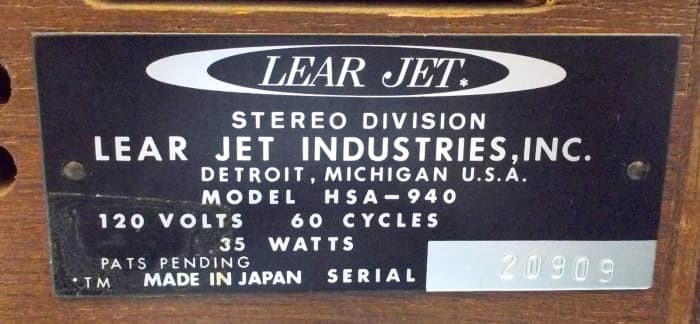 LEAR JET*
STEREO DIVISION
LEAR JET INDUSTRIES, INC.
DETROIT, MICHIGAN U.S.A.
MODEL HSA-940
120 VOLTS 60 CYCLES
35 WATTS
PATS PENDING
*TM MADE IN JAPAN SERIAL 20909